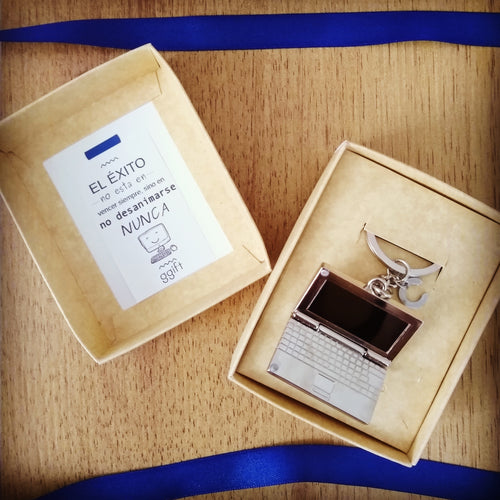 EL ÉXITO
no está en
vencer siempre, sino en
no desanimarse
NUNCA
ggift